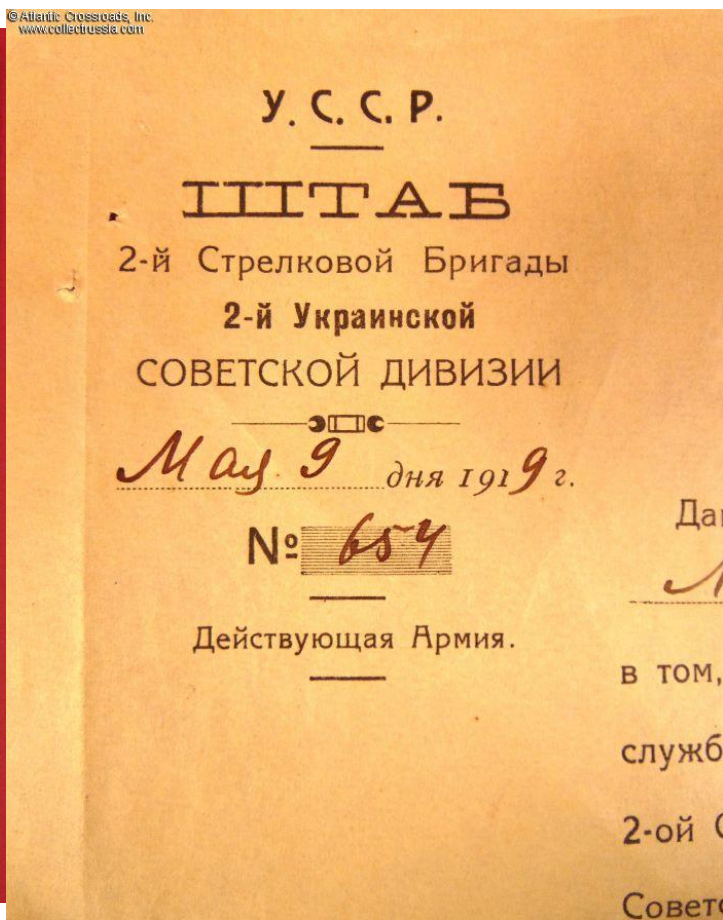 © Atlantic Crossroads, Inc.
www.collectrussia.com
У. С. С. Р.
ШТАБ
2-й Стрелковой Бригады
2-й Украинской
СОВЕТСКОЙ ДИВИЗИИ
Мая 9 дня 1919 г.
№ 654
Действующая Армия.
в том,
2-ой